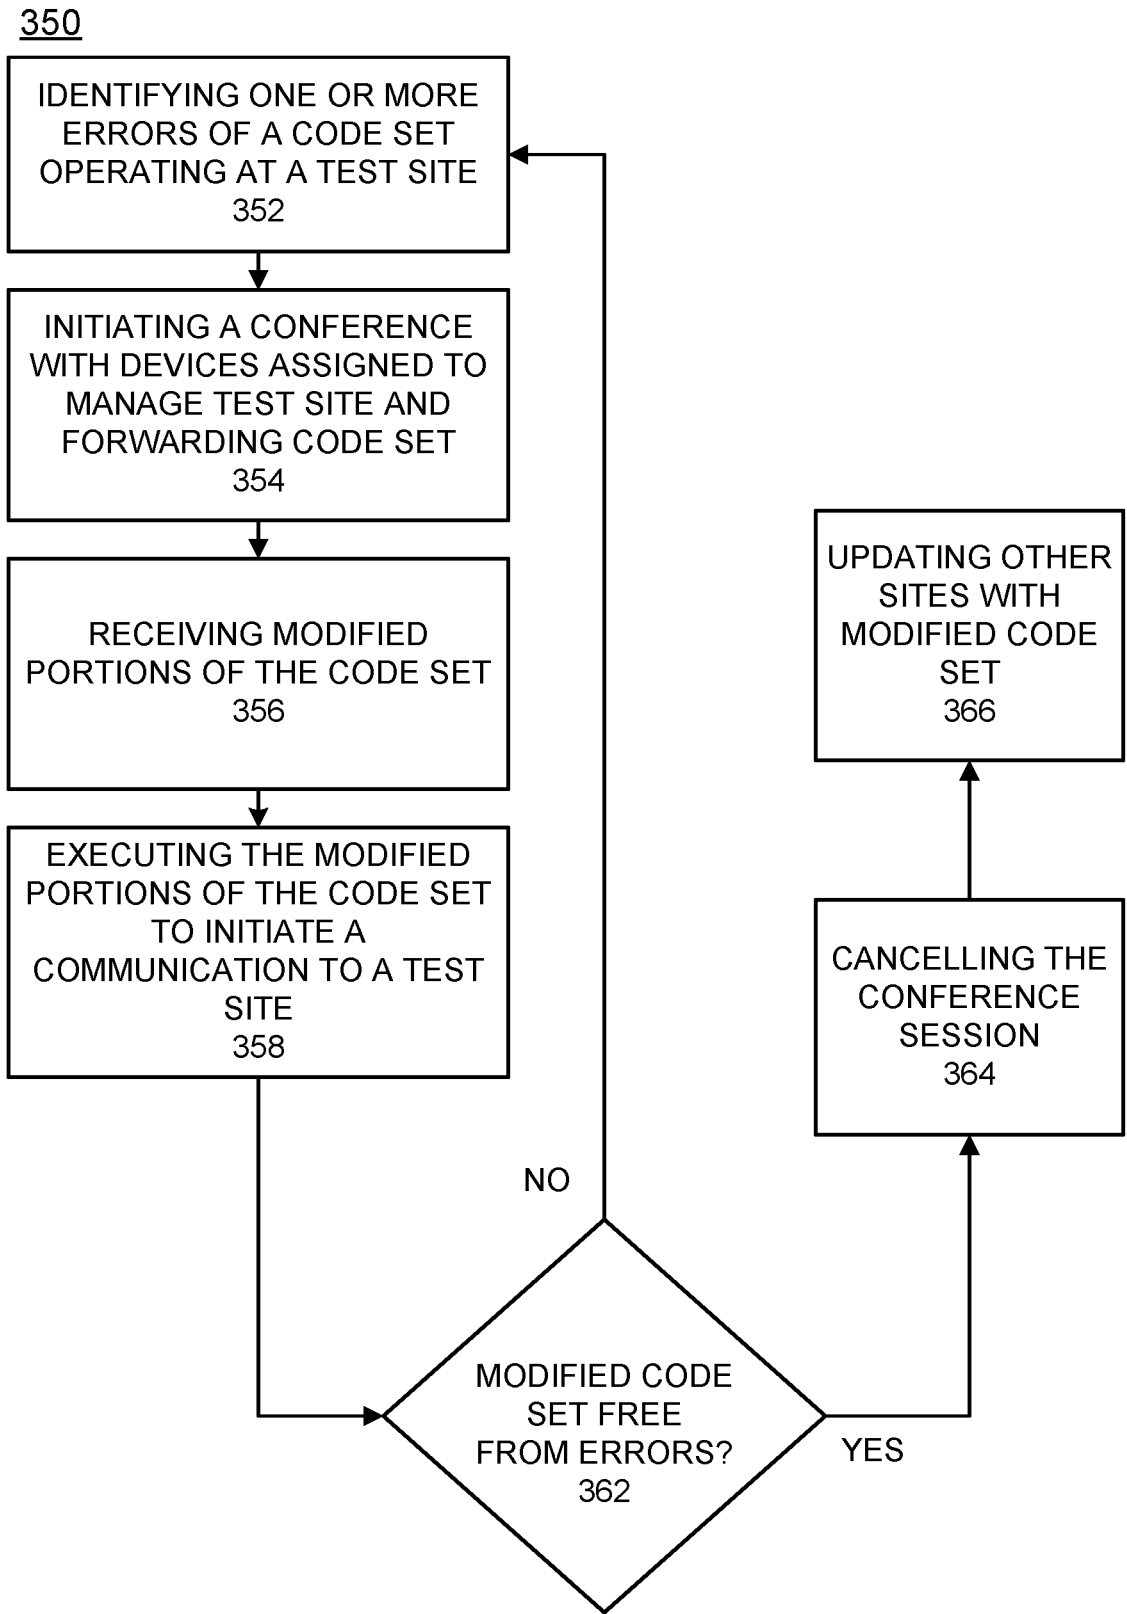 350
IDENTIFYING ONE OR MORE
ERRORS OF A CODE SET
OPERATING AT A TEST SITE
352
INITIATING A CONFERENCE
WITH DEVICES ASSIGNED TO
MANAGE TEST SITE AND
FORWARDING CODE SET
354
RECEIVING MODIFIED
PORTIONS OF THE CODE SET
356
EXECUTING THE MODIFIED
PORTIONS OF THE CODE SET
TO INITIATE A
COMMUNICATION TO A TEST
SITE
358
MODIFIED CODE
SET FREE
FROM ERRORS?
362
NO
YES
CANCELLING THE
CONFERENCE
SESSION
364
UPDATING OTHER
SITES WITH
MODIFIED CODE
SET
366